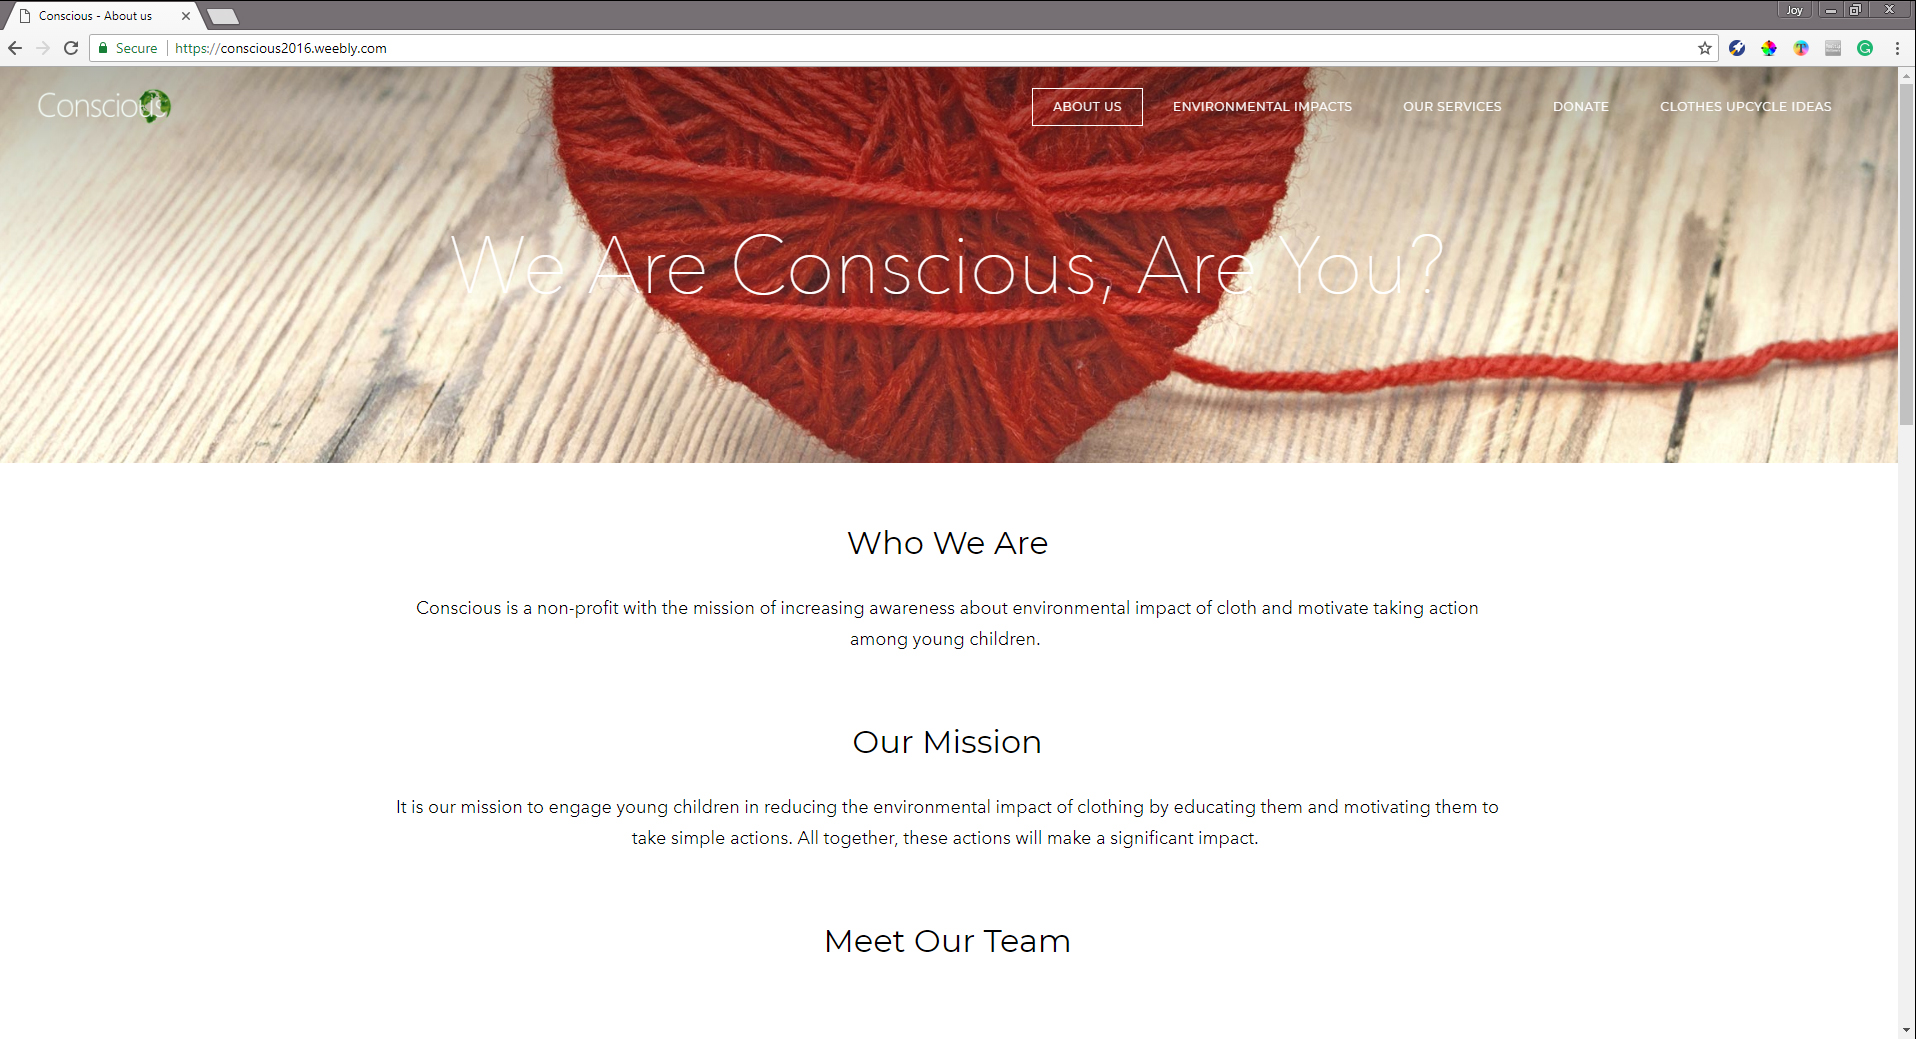 Conscious - About us
Joy
Secure
https://conscious2016.weebly.com
Conscious
ABOUT US
ENVIRONMENTAL IMPACTS
OUR SERVICES
DONATE
CLOTHES UPCYCLE IDEAS
We Are Conscious, Are You?
Who We Are
Conscious is a non-profit with the mission of increasing awareness about environmental impact of cloth and motivate taking action
among young children.
Our Mission
It is our mission to engage young children in reducing the environmental impact of clothing by educating them and motivating them to
take simple actions. All together, these actions will make a significant impact.
Meet Our Team